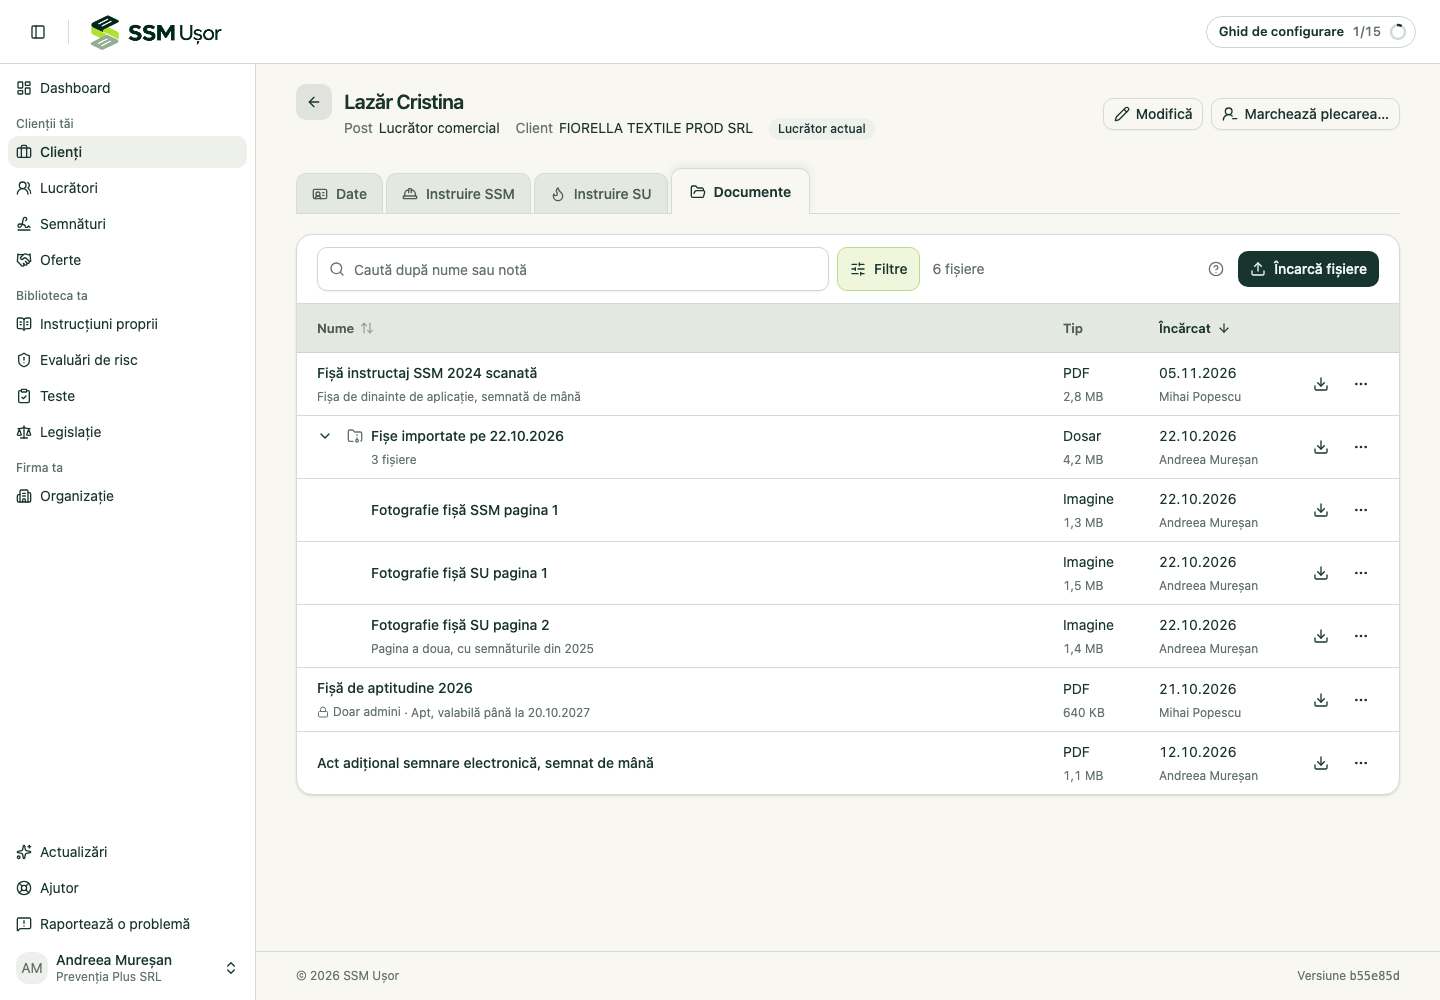 SSM Ușor
Ghid de configurare 1/15
Dashboard
Clienții tăi
Clienți
Lucrători
Semnături
Oferte
Biblioteca ta
Instrucțiuni proprii
Evaluări de risc
Teste
Legislație
Firma ta
Organizație
Actualizări
Ajutor
Raportează o problemă
AM
Andreea Mureșan
Prevenția Plus SRL
Lazăr Cristina
Post Lucrător comercial Client FIORELLA TEXTILE PROD SRL Lucrător actual
Modifică
Marchează plecarea...
Date
Instruire SSM
Instruire SU
Documente
Caută după nume sau notă
Filtre
6 fișiere
Încarcă fișiere
Nume Tip Încărcat
Fișă instructaj SSM 2024 scanată PDF 05.11.2026
Fișa de dinainte de aplicație, semnată de mână 2,8 MB Mihai Popescu
Fișe importate pe 22.10.2026 Dosar 22.10.2026
3 fișiere 4,2 MB Andreea Mureșan
Fotografie fișă SSM pagina 1 Imagine 22.10.2026
1,3 MB Andreea Mureșan
Fotografie fișă SU pagina 1 Imagine 22.10.2026
1,5 MB Andreea Mureșan
Fotografie fișă SU pagina 2 Imagine 22.10.2026
Pagina a doua, cu semnăturile din 2025 1,4 MB Andreea Mureșan
Fișă de aptitudine 2026 PDF 21.10.2026
Doar admini · Apt, valabilă până la 20.10.2027 640 KB Mihai Popescu
Act adițional semnare electronică, semnat de mână PDF 12.10.2026
1,1 MB Andreea Mureșan
© 2026 SSM Ușor
Versiune b55e85d